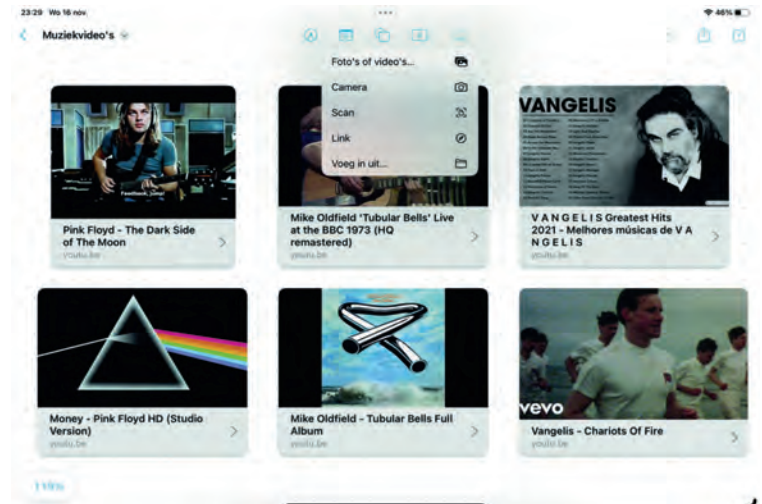 23:29 Wo 16 nov.
46%
Muziekvideo's
Foto's of video's...
Camera
Scan
Link
Voeg in uit...
Feedback, jump!
VANGELIS
Pink Floyd - The Dark Side
of The Moon
youtu.be
Mike Oldfield 'Tubular Bells' Live
at the BBC 1973 (HQ
remastered)
youtu.be
V A N G E L I S Greatest Hits
2021 - Melhores músicas de V A
N G E L I S
youtu.be
vevo
Money - Pink Floyd HD (Studio
Version)
youtu.be
Mike Oldfield - Tubular Bells Full
Album
youtu.be
Vangelis - Chariots Of Fire
youtu.be